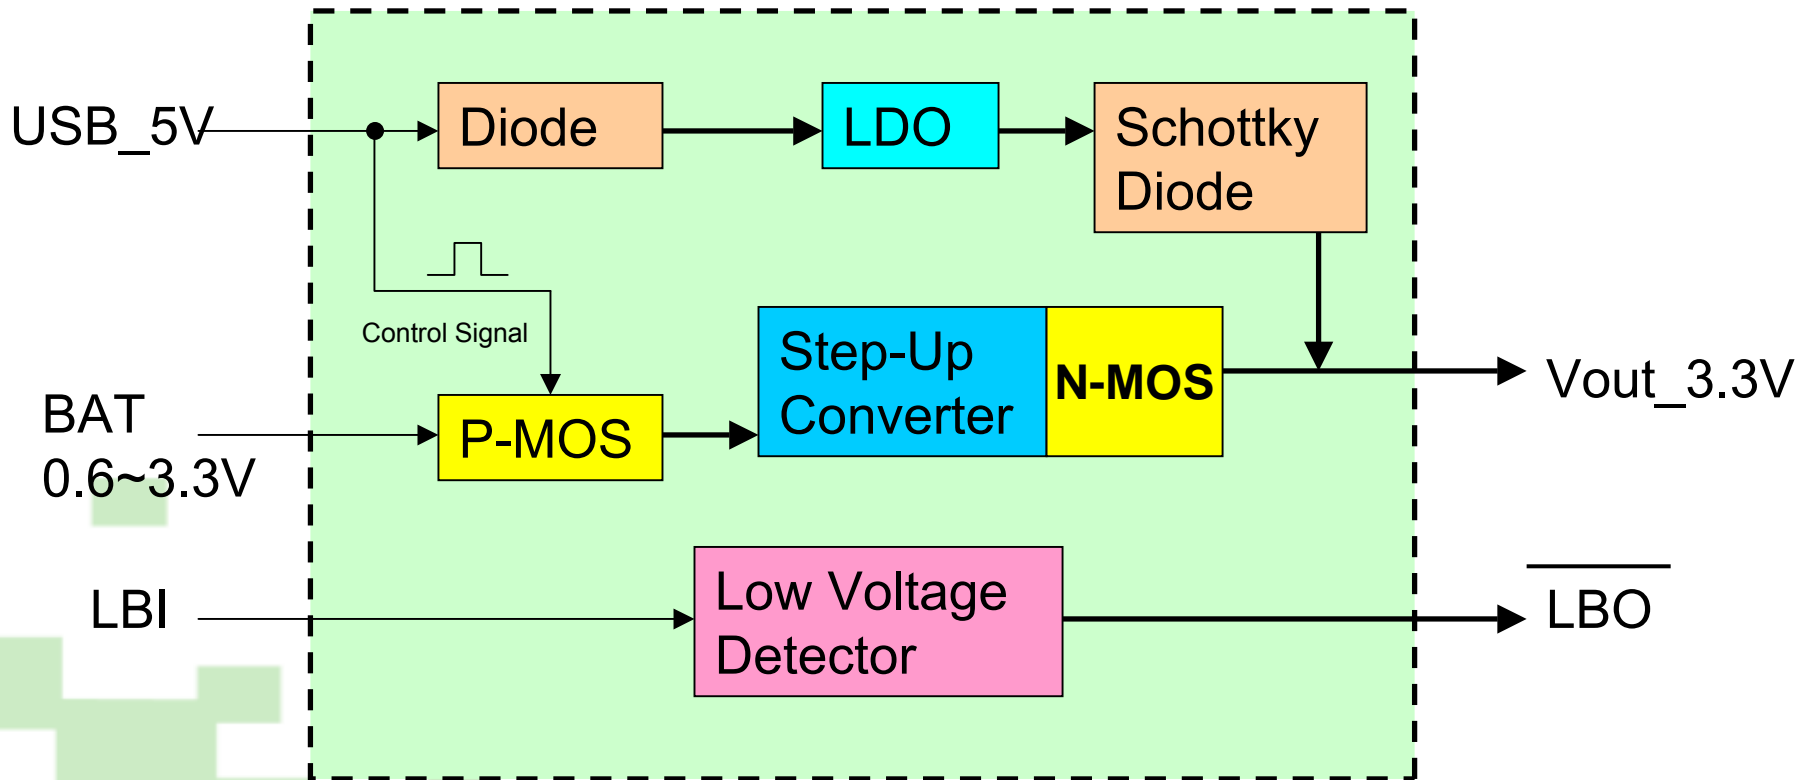 USB_5V
Diode
LDO
Schottky
Diode
Control Signal
Step-Up
Converter
N-MOS
Vout_3.3V
BAT
0.6~3.3V
P-MOS
LBI
Low Voltage
Detector
LBO